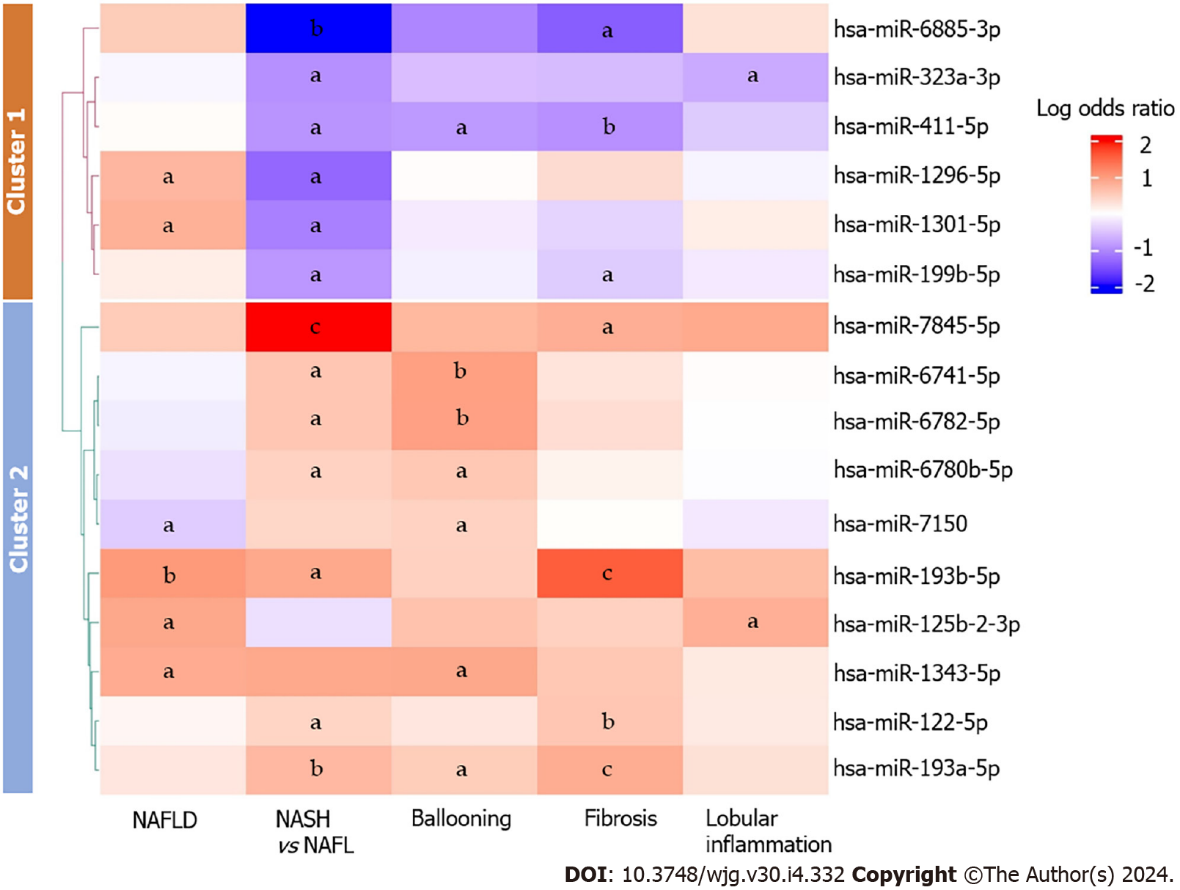 Cluster 1
b a hsa-miR-6885-3p
a a hsa-miR-323a-3p
a a b hsa-miR-411-5p
a a hsa-miR-1296-5p
a a hsa-miR-1301-5p
a a hsa-miR-199b-5p
Cluster 2
c a hsa-miR-7845-5p
a b hsa-miR-6741-5p
a b hsa-miR-6782-5p
a a hsa-miR-6780b-5p
a a hsa-miR-7150
b a c hsa-miR-193b-5p
a a hsa-miR-125b-2-3p
a a hsa-miR-1343-5p
a b hsa-miR-122-5p
b a c hsa-miR-193a-5p
NAFLD
NASH
vs NAFL
Ballooning
Fibrosis
Lobular
inflammation
Log odds ratio
2
1
-1
-2
DOI: 10.3748/wjg.v30.i4.332 Copyright ©The Author(s) 2024.